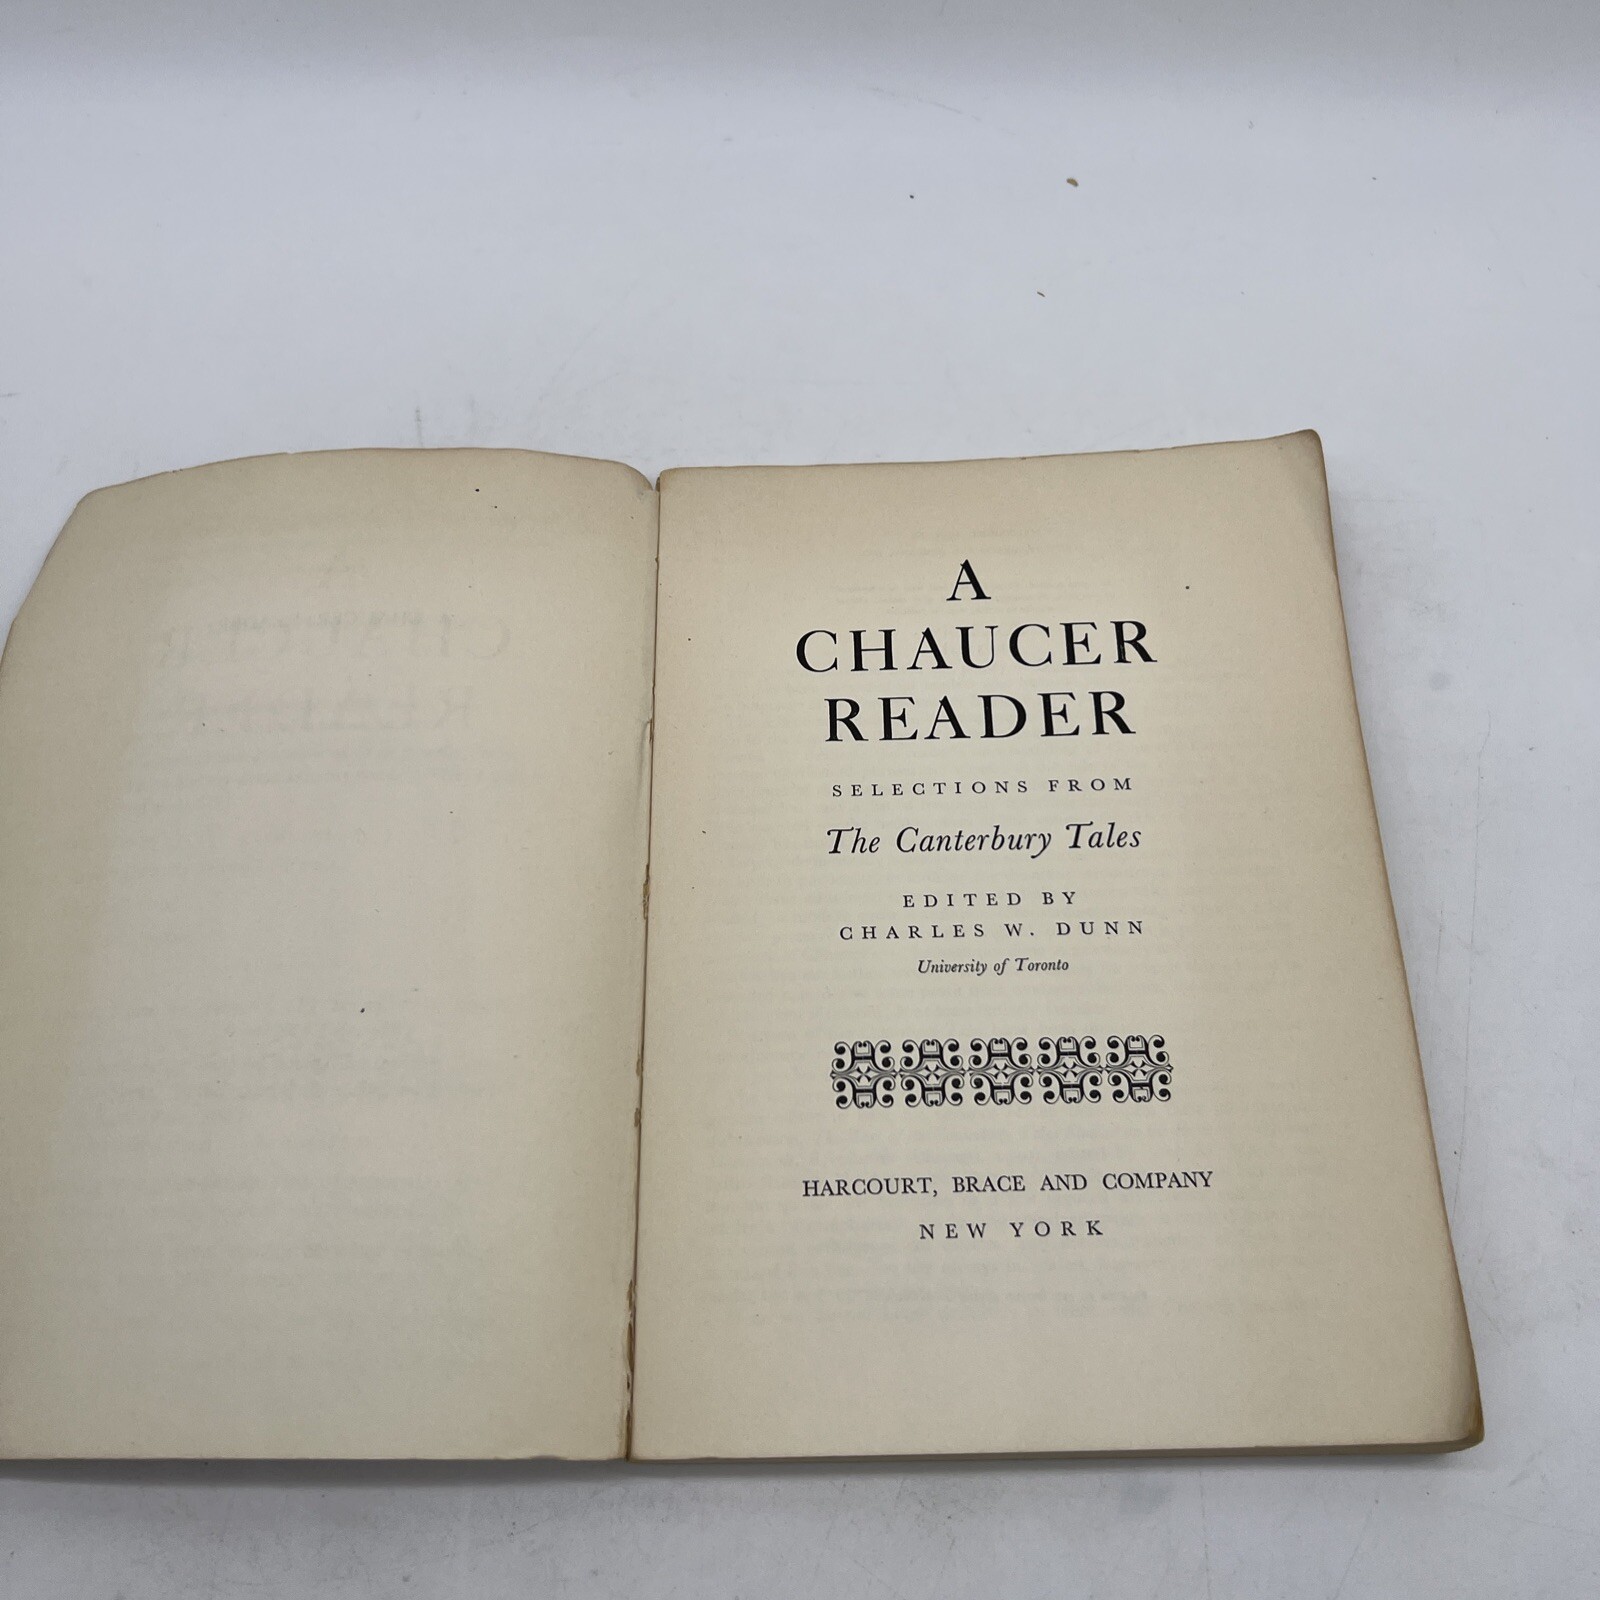 A
CHAUCER
READER
SELECTIONS FROM
The Canterbury Tales
EDITED BY
CHARLES W. DUNN
University of Toronto
HARCOURT, BRACE AND COMPANY
NEW YORK